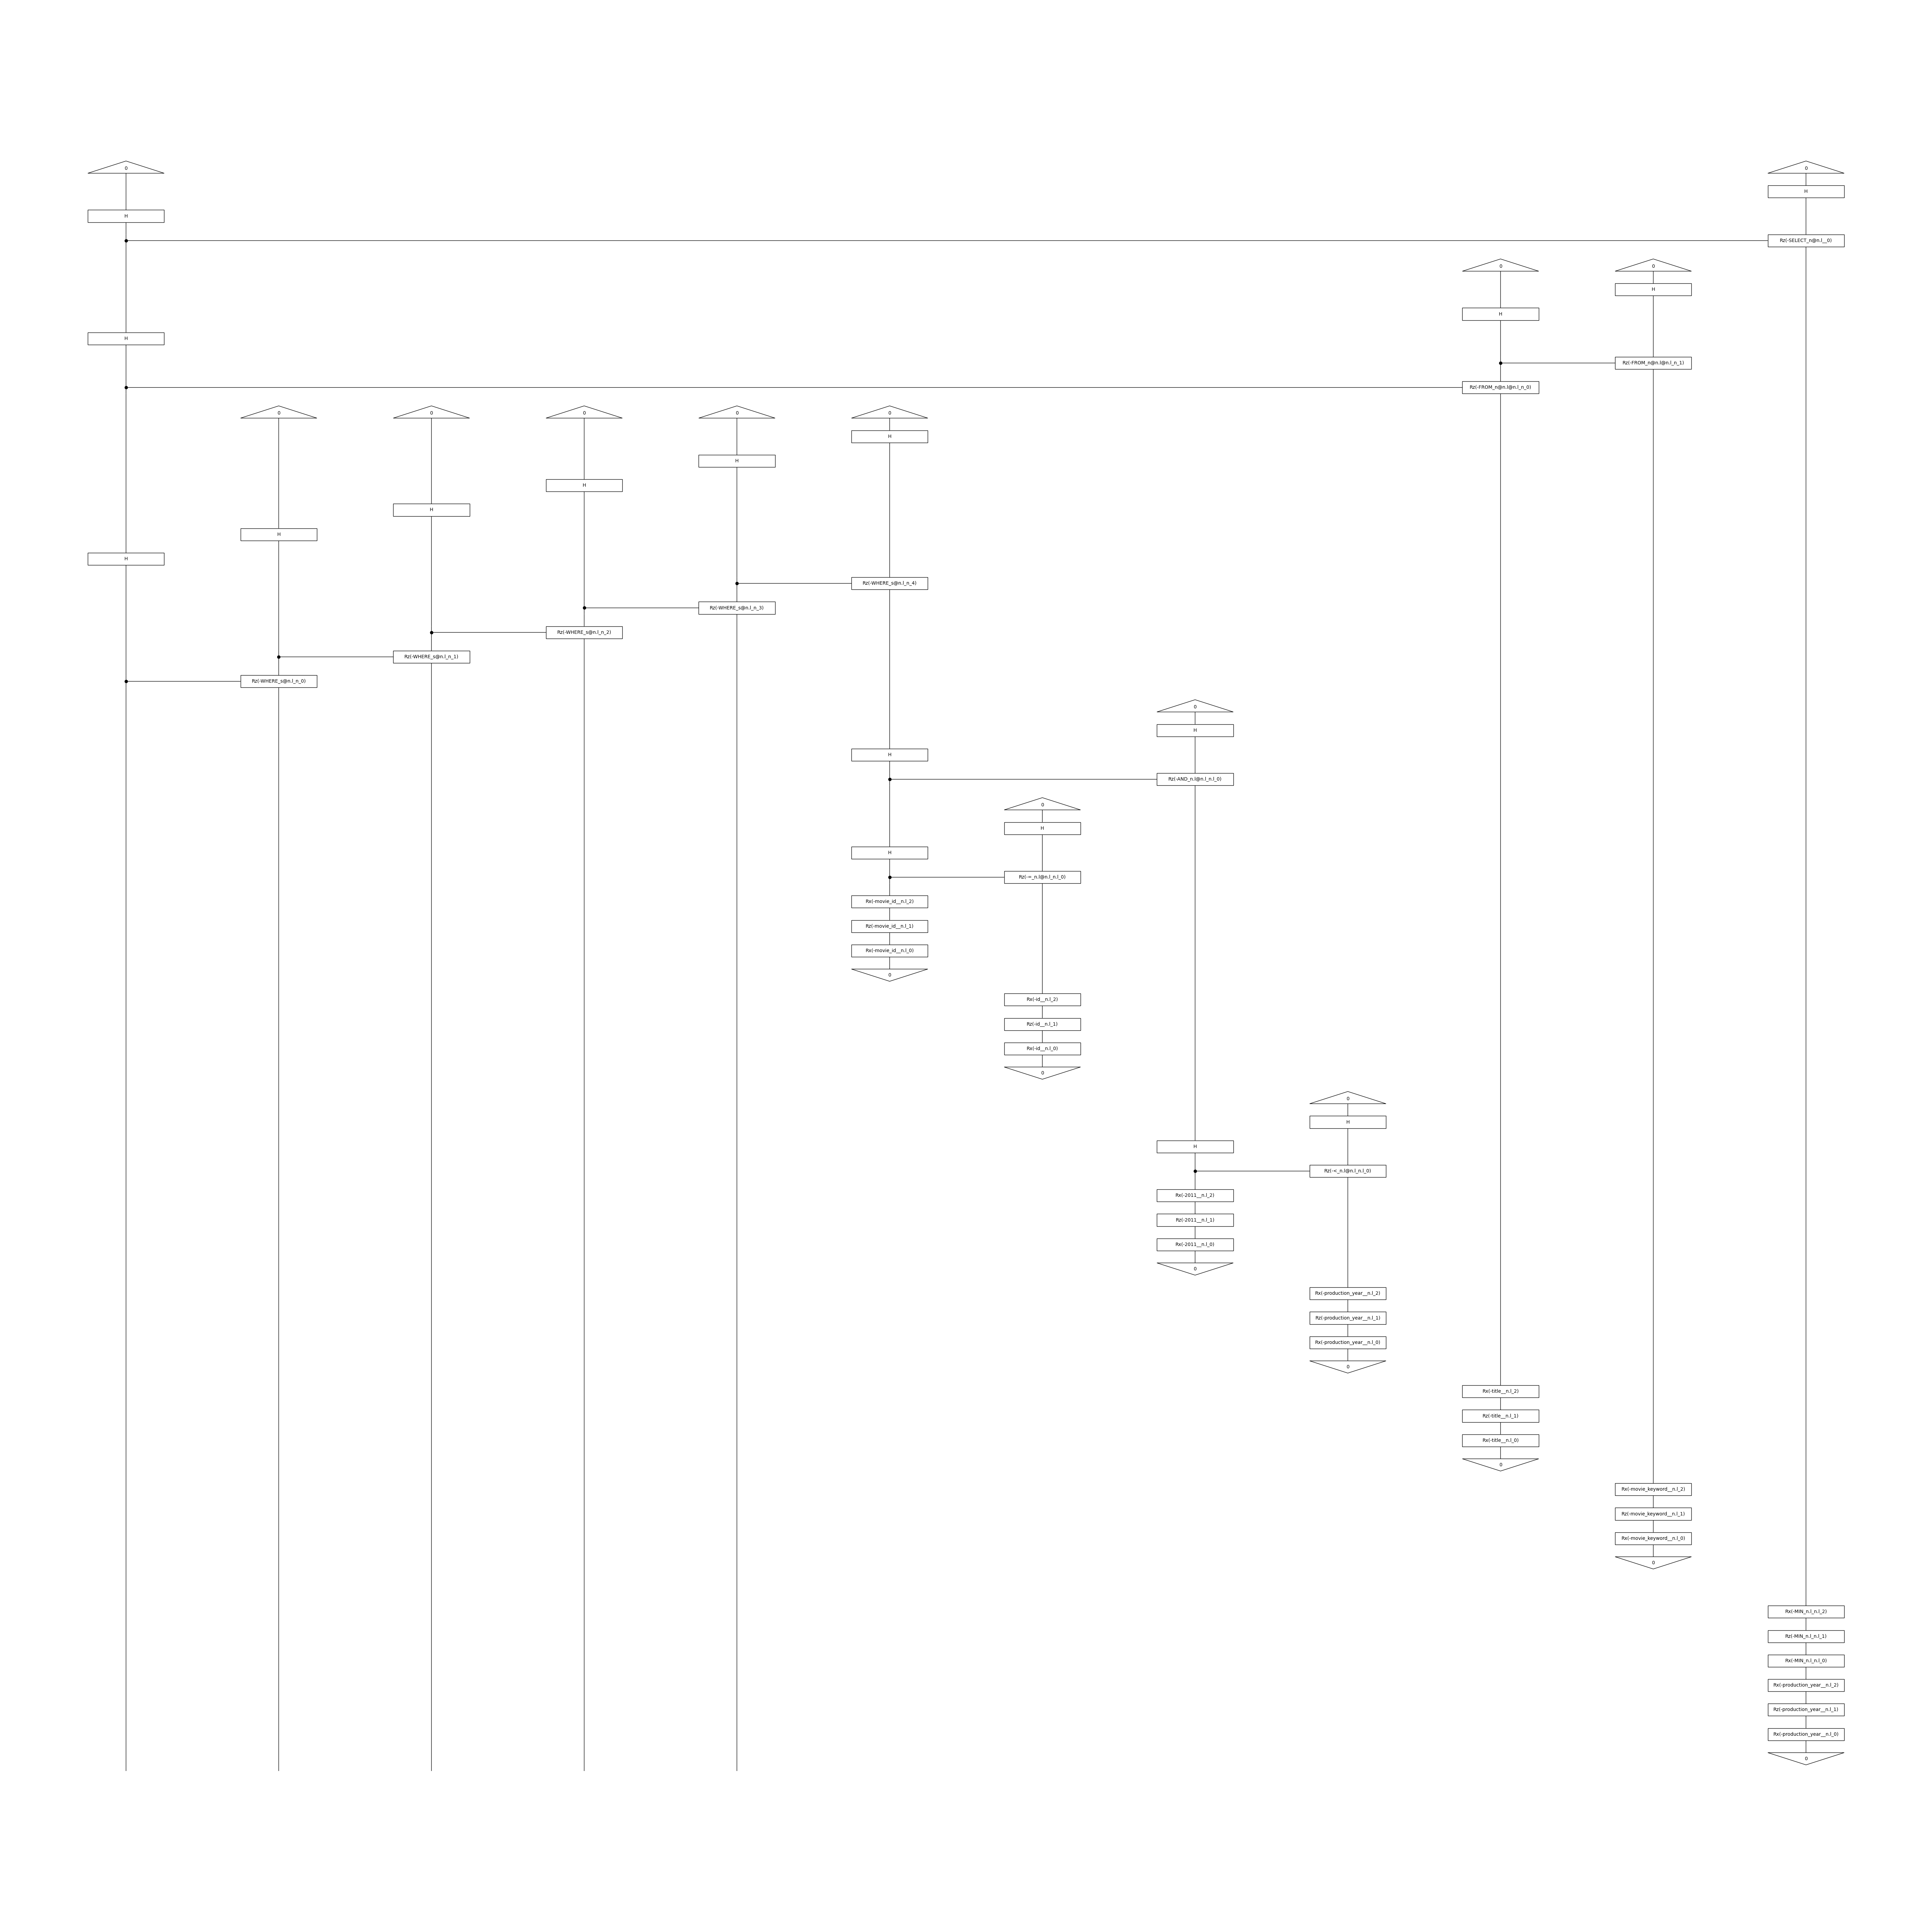 0 0
H
H
Rz(-SELECT_n@n.l__0)
0 0
H
H
H
Rz(-FROM_n@n.l@n.l_n_1)
Rz(-FROM_n@n.l@n.l_n_0)
0 0 0 0 0
H
H
H
H
H
H
Rz(-WHERE_s@n.l_n_4)
Rz(-WHERE_s@n.l_n_3)
Rz(-WHERE_s@n.l_n_2)
Rz(-WHERE_s@n.l_n_1)
Rz(-WHERE_s@n.l_n_0)
0
H
H
Rz(-AND_n.l@n.l_n.l_0)
0
H
H
Rz(-=_n.l@n.l_n.l_0)
Rx(-movie_id__n.l_2)
Rz(-movie_id__n.l_1)
Rx(-movie_id__n.l_0)
0
Rx(-id__n.l_2)
Rz(-id__n.l_1)
Rx(-id__n.l_0)
0
0
H
H
Rz(-<_n.l@n.l_n.l_0)
Rx(-2011__n.l_2)
Rz(-2011__n.l_1)
Rx(-2011__n.l_0)
0
Rx(-production_year__n.l_2)
Rz(-production_year__n.l_1)
Rx(-production_year__n.l_0)
0
Rx(-title__n.l_2)
Rz(-title__n.l_1)
Rx(-title__n.l_0)
0
Rx(-movie_keyword__n.l_2)
Rz(-movie_keyword__n.l_1)
Rx(-movie_keyword__n.l_0)
0
Rx(-MIN_n.l_n.l_2)
Rz(-MIN_n.l_n.l_1)
Rx(-MIN_n.l_n.l_0)
Rx(-production_year__n.l_2)
Rz(-production_year__n.l_1)
Rx(-production_year__n.l_0)
0